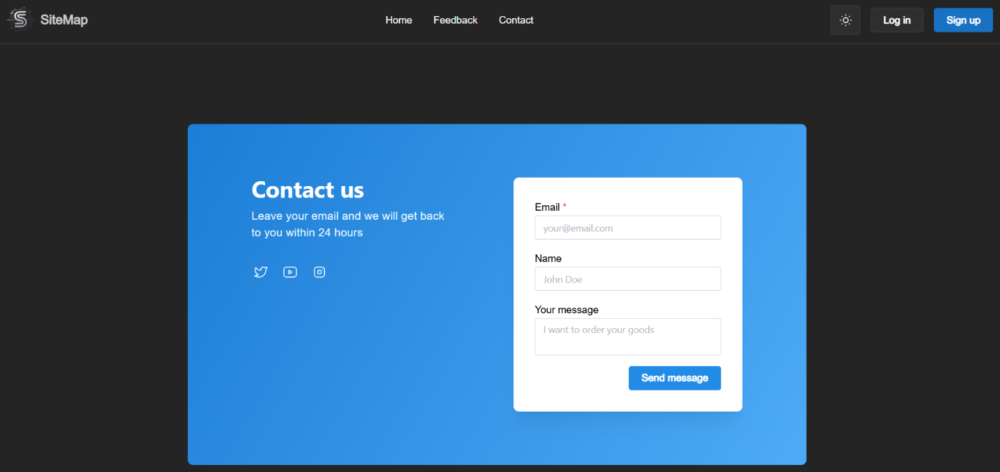 SiteMap
Home
Feedback
Contact
Log in
Sign up
Contact us
Leave your email and we will get back
to you within 24 hours
Email *
your@email.com
Name
John Doe
Your message
I want to order your goods
Send message